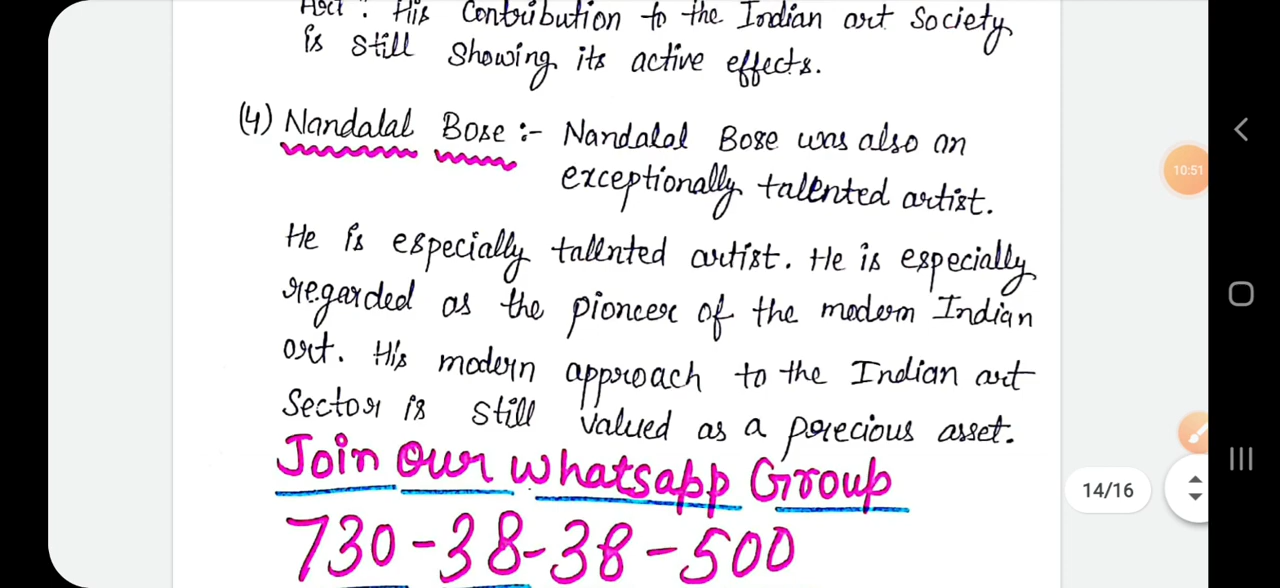 Art. His Contribution to the Indian art Society
is still showing its active effects.
(4) Nandalal Bose :- Nandalal Bose was also an
exceptionally tallented artist.
He is especially tallnted artist. He is especially
regarded as the pioneer of the modern Indian
art. His modern approach to the Indian art
Sector is still valued as a precious asset.
Join Our Whatsapp Group
730-38-38-500
10:51
14/16